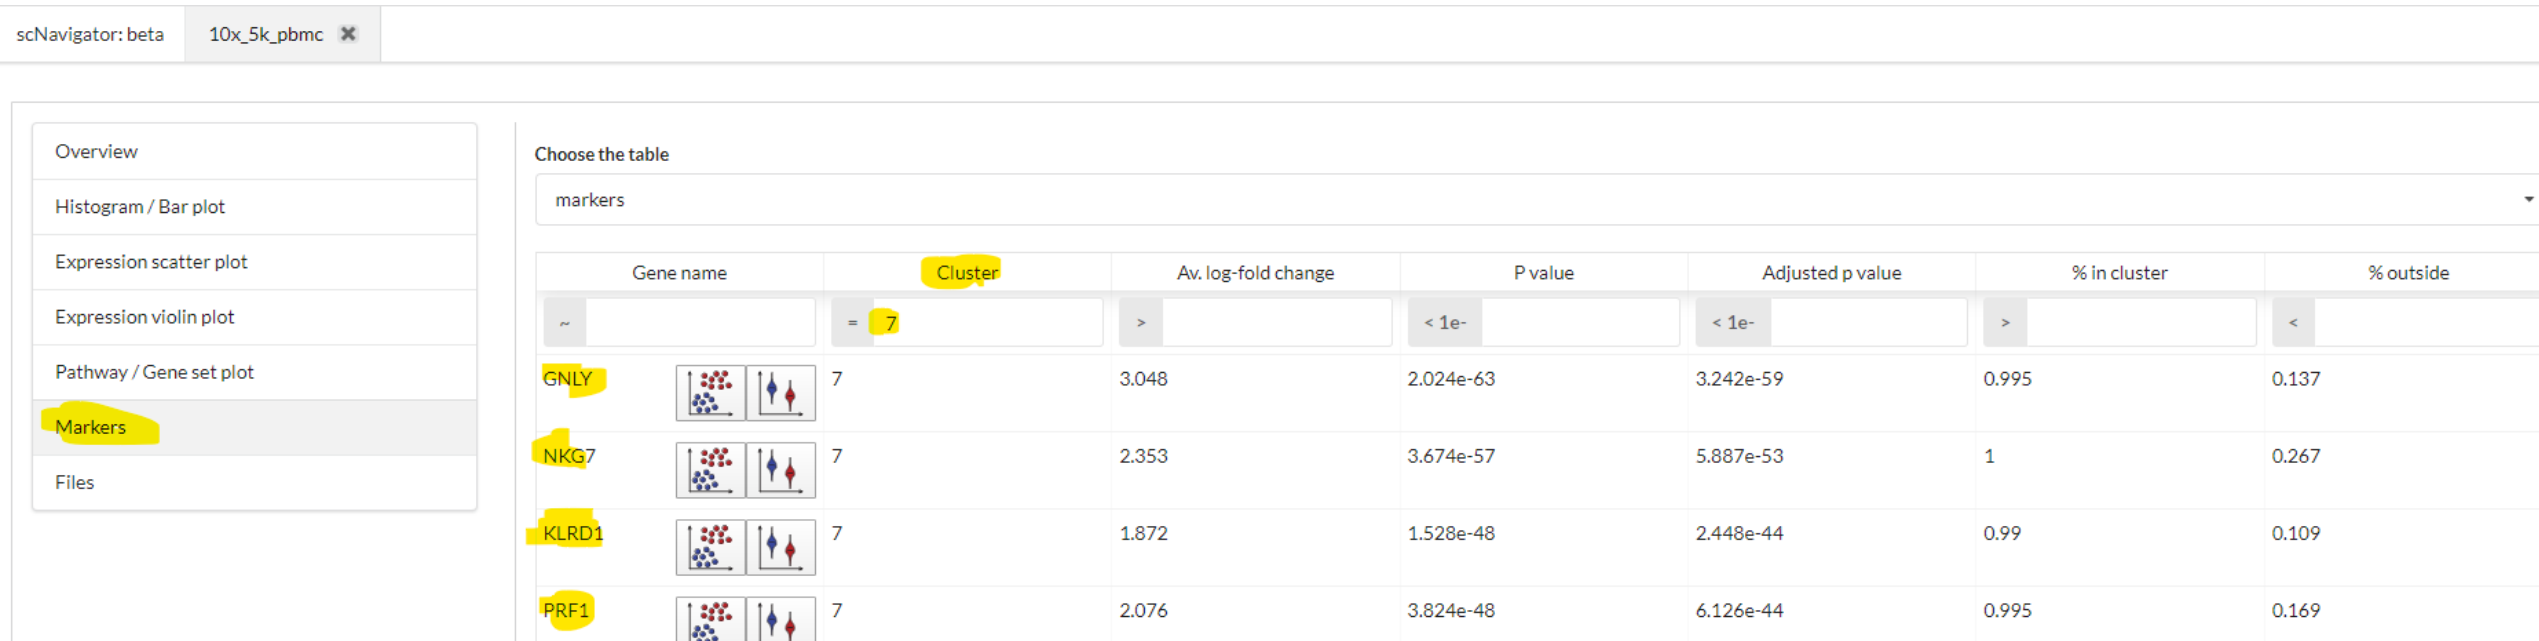 scNavigator: beta 10x_5k_pbmc ✖
Overview
Histogram / Bar plot
Expression scatter plot
Expression violin plot
Pathway / Gene set plot
Markers
Files
Choose the table
markers
Gene name Cluster Av. log-fold change P value Adjusted p value % in cluster % outside
~ = 7 > < 1e- < 1e- > <
GNLY 7 3.048 2.024e-63 3.242e-59 0.995 0.137
NKG7 7 2.353 3.674e-57 5.887e-53 1 0.267
KLRD1 7 1.872 1.528e-48 2.448e-44 0.99 0.109
PRF1 7 2.076 3.824e-48 6.126e-44 0.995 0.169